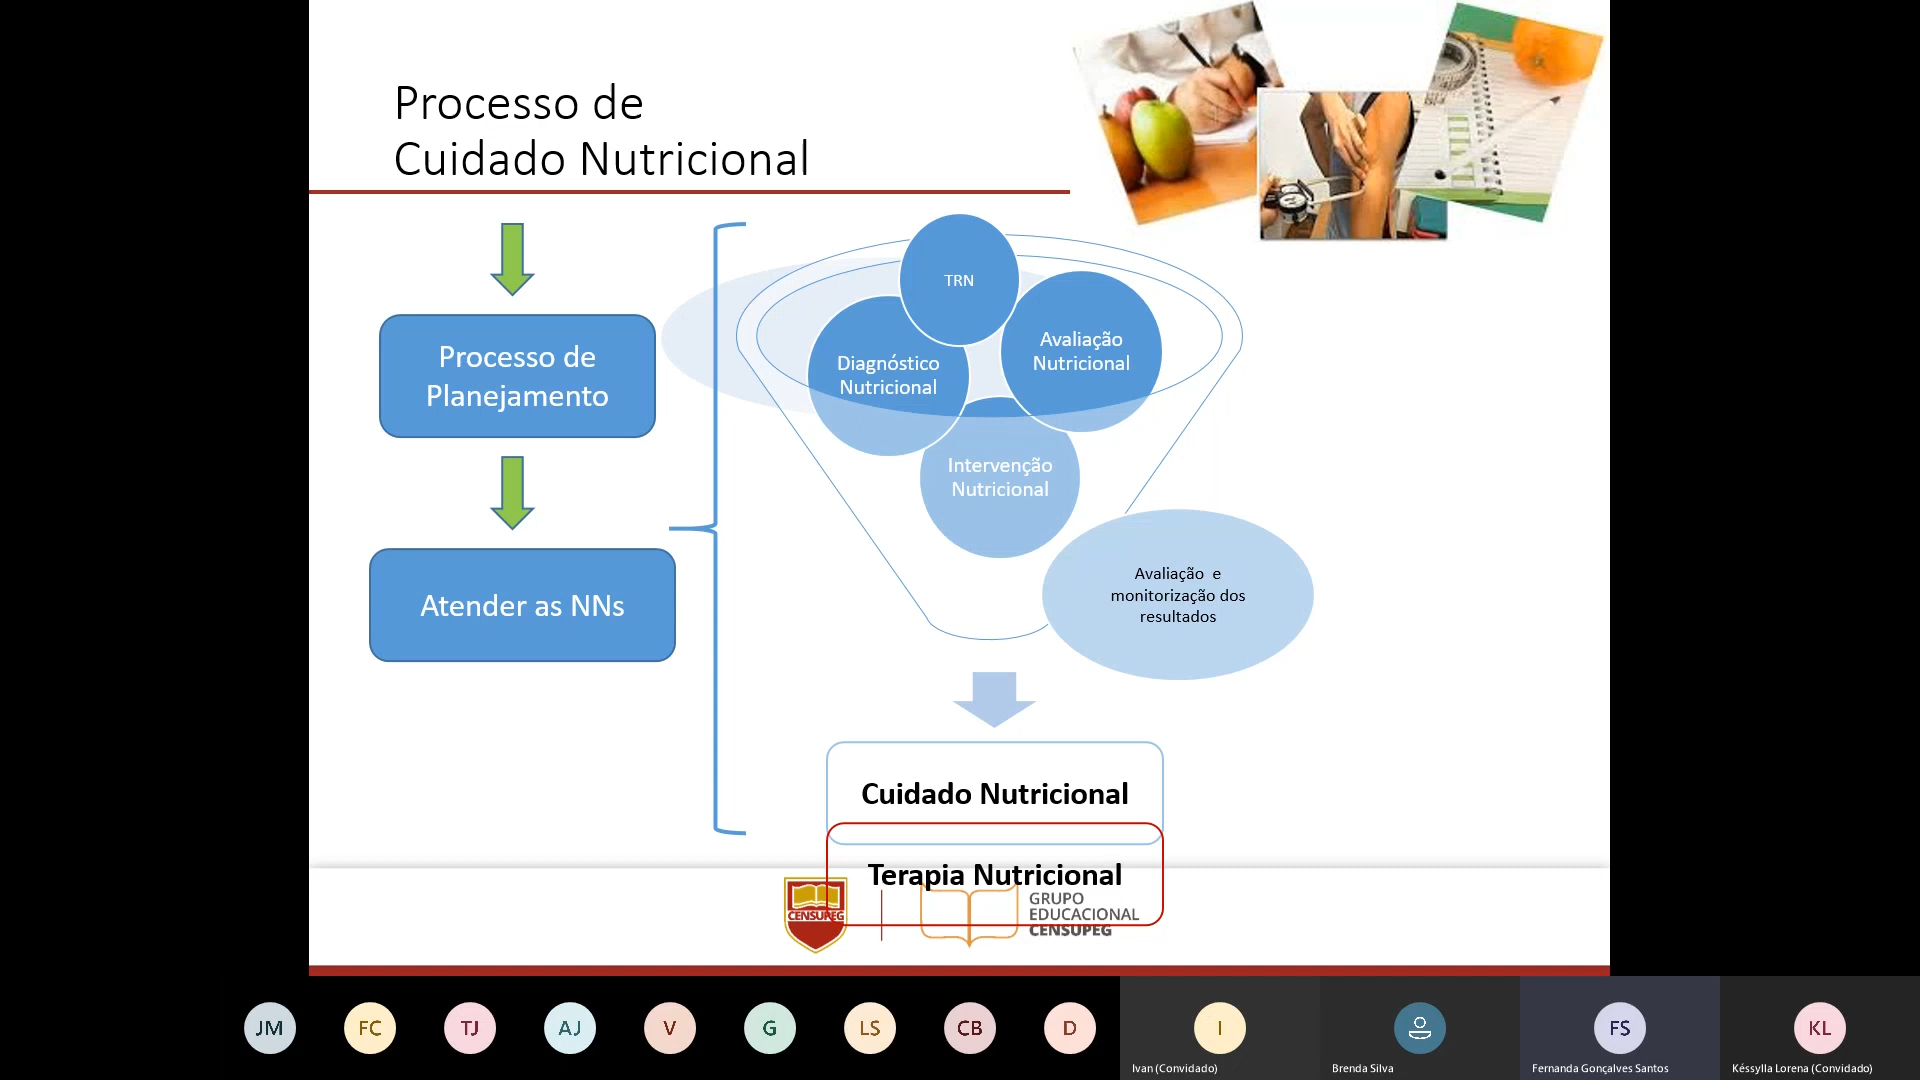 Processo de
Cuidado Nutricional
Processo de
Planejamento
Atender as NNs
TRN
Avaliação
Nutricional
Diagnóstico
Nutricional
Intervenção
Nutricional
Avaliação e
monitorização dos
resultados
Cuidado Nutricional
Terapia Nutricional
CENSUPEG
GRUPO
EDUCACIONAL
CENSUPEG
JM
FC
TJ
AJ
V
G
LS
CB
D
I
FS
KL
Ivan (Convidado)
Brenda Silva
Fernanda Gonçalves Santos
Késsylla Lorena (Convidado)